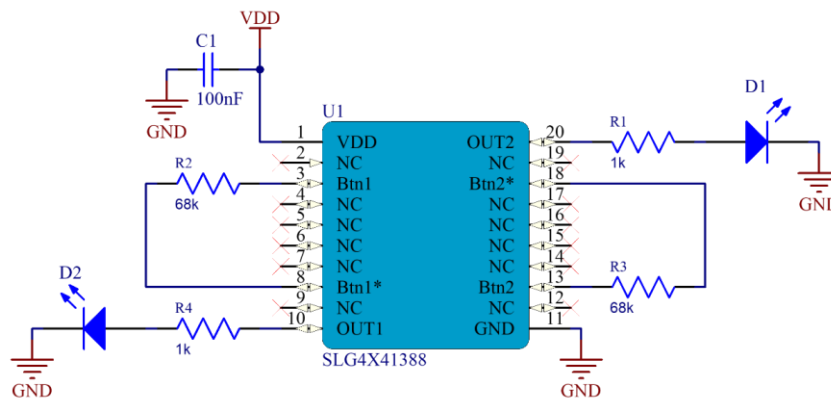 VDD
C1
100nF
GND
U1
D1
1 VDD OUT2 20
R1
1k
2 NC NC 19
R2
68k
3 Btn1 Btn2* 18
4 NC NC 17
GND
5 NC NC 16
6 NC NC 15
7 NC NC 14
D2
8 Btn1* Btn2 13
R3
68k
9 NC NC 12
R4
1k
10 OUT1 GND 11
SLG4X41388
GND
GND